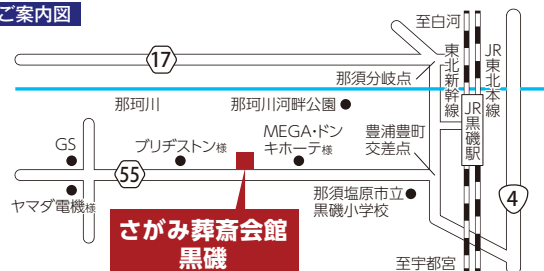 ご案内図
至白河
17
東北新幹線
JR東北本線
那須分岐点
那珂川
那珂川河畔公園
JR黒磯駅
GS
ブリヂストン様
MEGA・ドン
キホーテ様
豊浦豊町
交差点
55
ヤマダ電機様
那須塩原市立
黒磯小学校
4
さがみ葬斎会館
黒磯
至宇都宮